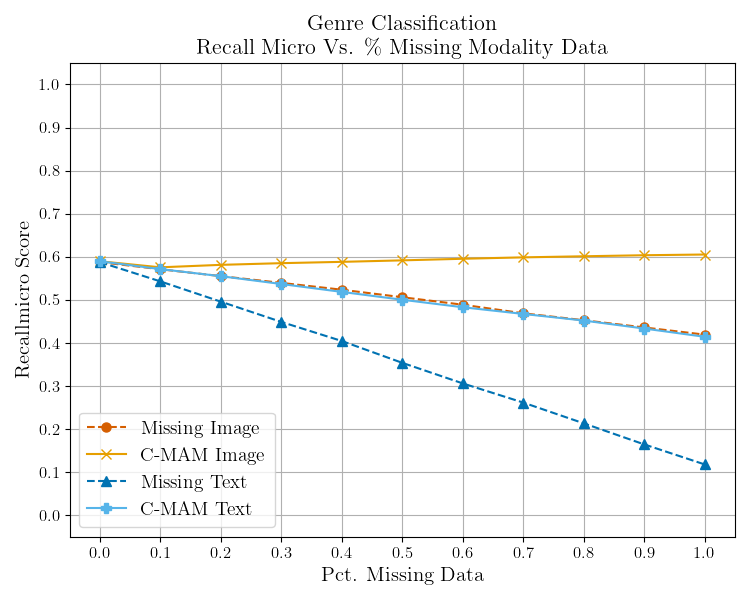 Genre Classification
Recall Micro Vs. % Missing Modality Data
Recallmicro Score
1.0
0.9
0.8
0.7
0.6
0.5
0.4
0.3
0.2
0.1
0.0
Missing Image
C-MAM Image
Missing Text
C-MAM Text
0.0 0.1 0.2 0.3 0.4 0.5 0.6 0.7 0.8 0.9 1.0
Pct. Missing Data